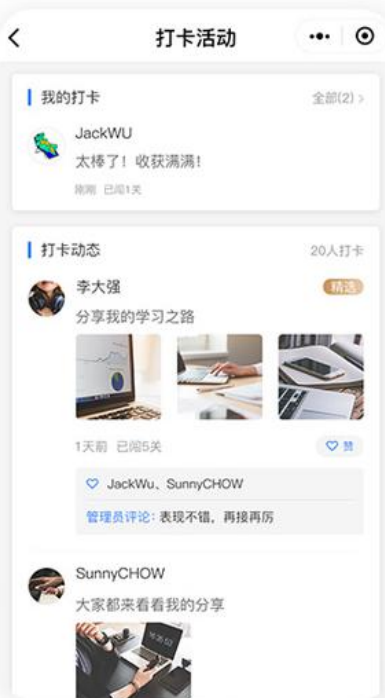 打卡活动
我的打卡
全部(2)
JackWU
太棒了！收获满满！
刚刚 已闯1关
打卡动态
20人打卡
李大强
精选
分享我的学习之路
1天前 已闯5关
赞
JackWu、SunnyCHOW
管理员评论：表现不错，再接再厉
SunnyCHOW
大家都来看看我的分享